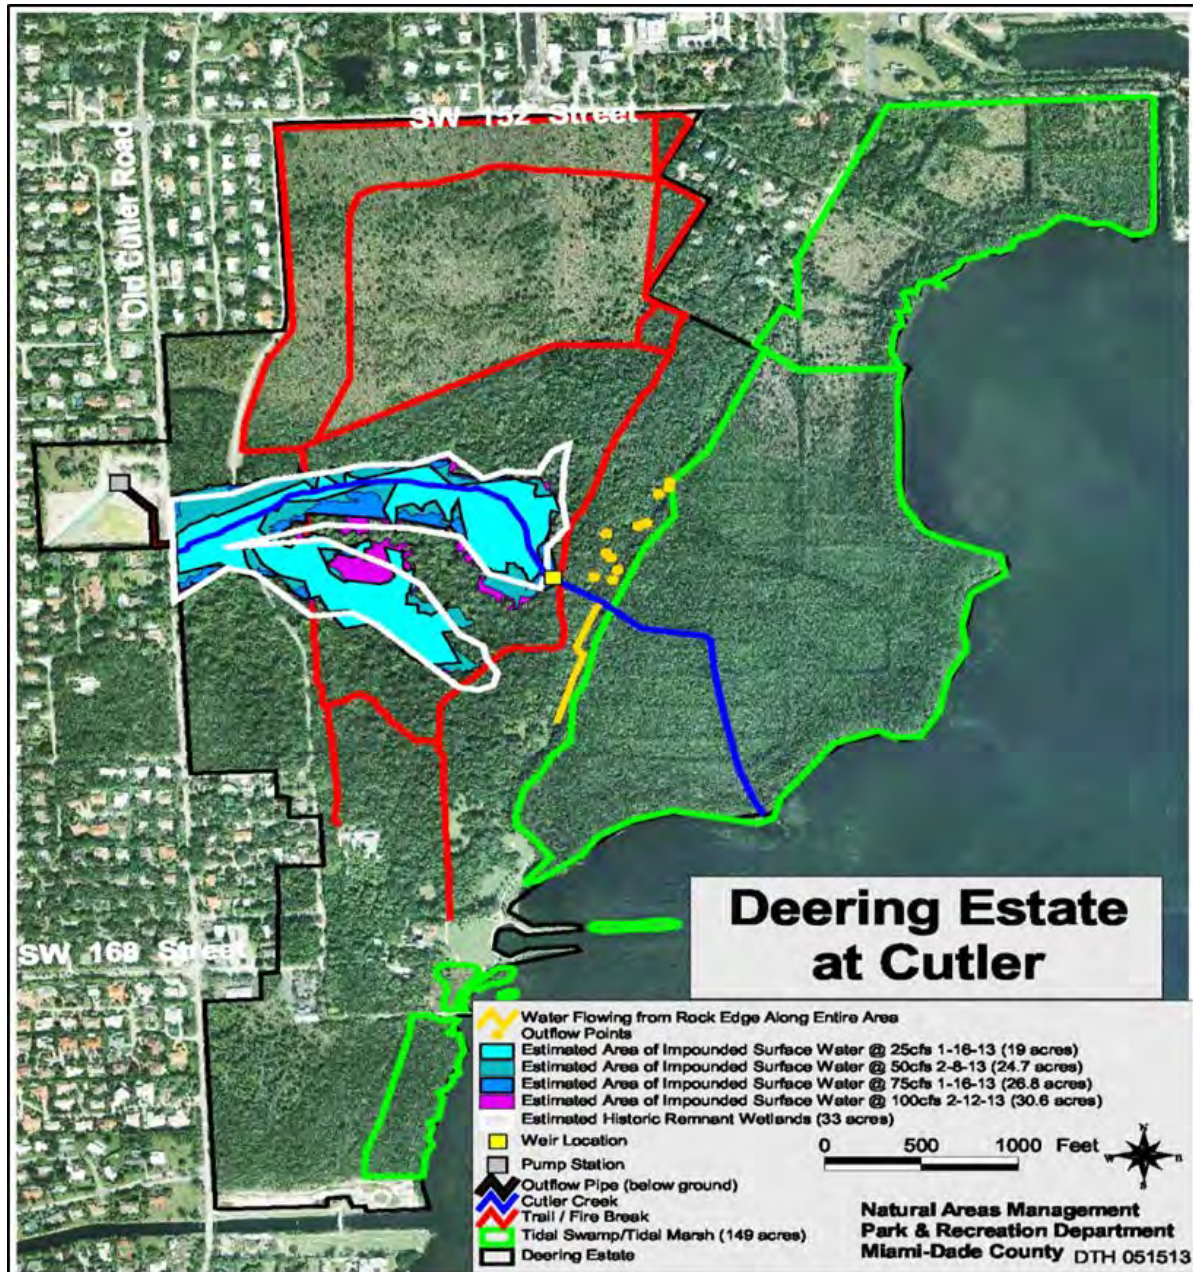 SW 152 Street
Old Cutler Road
SW 168 Street
Deering Estate
at Cutler
Water Flowing from Rock Edge Along Entire Area
Outflow Points
Estimated Area of Impounded Surface Water @ 25cfs 1-16-13 (19 acres)
Estimated Area of Impounded Surface Water @ 50cfs 2-8-13 (24.7 acres)
Estimated Area of Impounded Surface Water @ 75cfs 1-16-13 (26.8 acres)
Estimated Area of Impounded Surface Water @ 100cfs 2-12-13 (30.6 acres)
Estimated Historic Remnant Wetlands (33 acres)
Weir Location
Pump Station
Outflow Pipe (below ground)
Cutler Creek
Trail / Fire Break
Tidal Swamp/Tidal Marsh (149 acres)
Deering Estate
0 500 1000 Feet
Natural Areas Management
Park & Recreation Department
Miami-Dade County DTH 051513